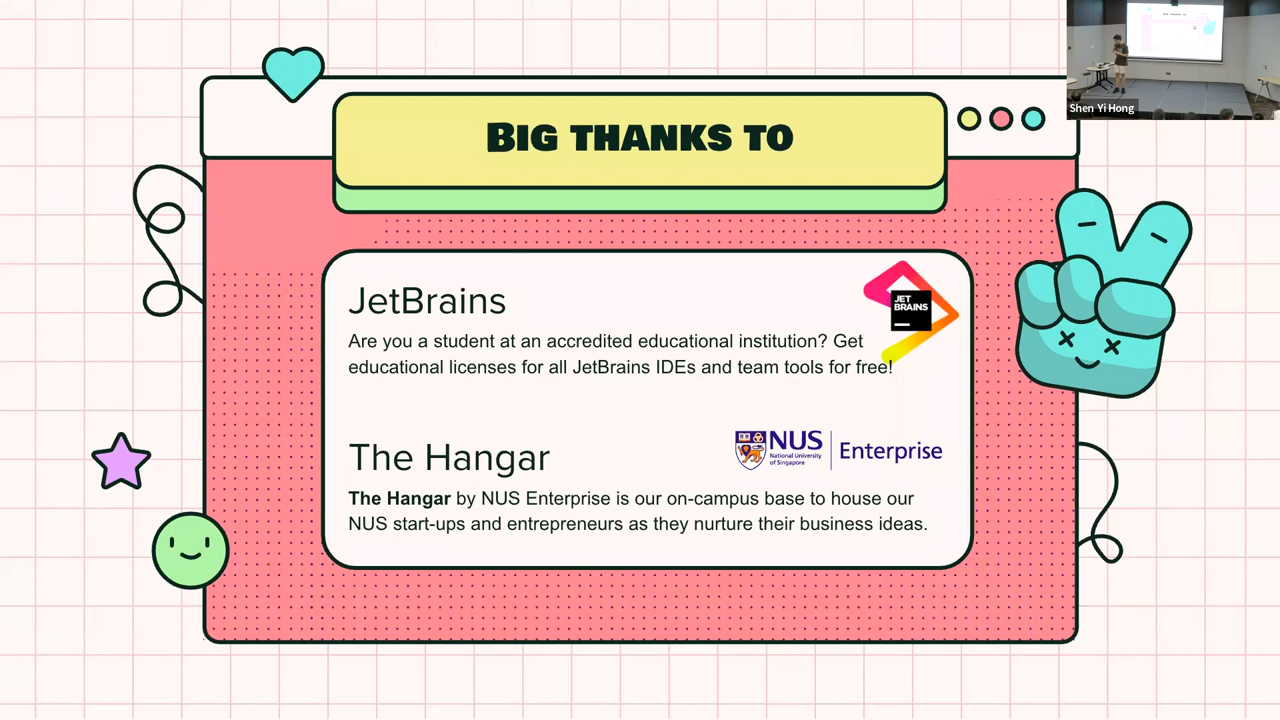 Shen Yi Hong
BIG THANKS TO
JetBrains
JET
BRAINS
Are you a student at an accredited educational institution? Get
educational licenses for all JetBrains IDEs and team tools for free!
The Hangar
NUS
National University
of Singapore
Enterprise
The Hangar by NUS Enterprise is our on-campus base to house our
NUS start-ups and entrepreneurs as they nurture their business ideas.